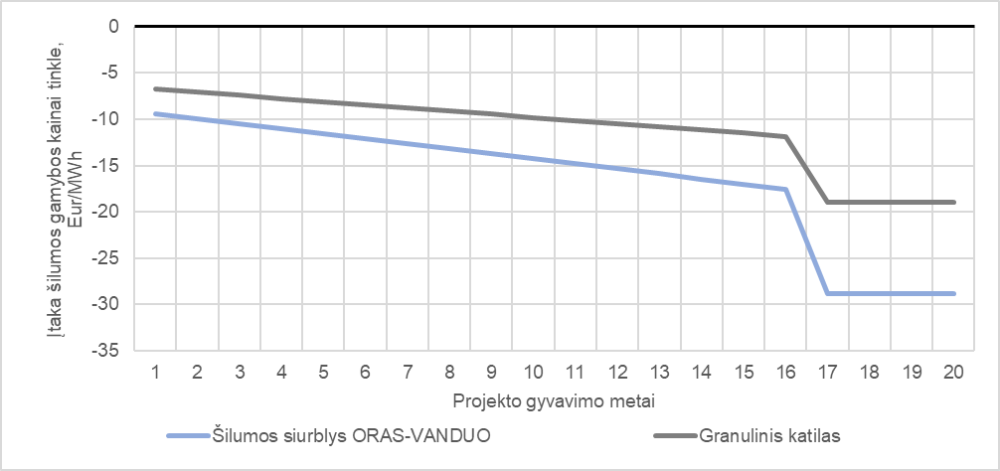 Įtaka šilumos gamybos kainai tinkle,
Eur/MWh
0
-5
-10
-15
-20
-25
-30
-35
1 2 3 4 5 6 7 8 9 10 11 12 13 14 15 16 17 18 19 20
Projekto gyvavimo metai
Šilumos siurblys ORAS-VANDUO Granulinis katilas